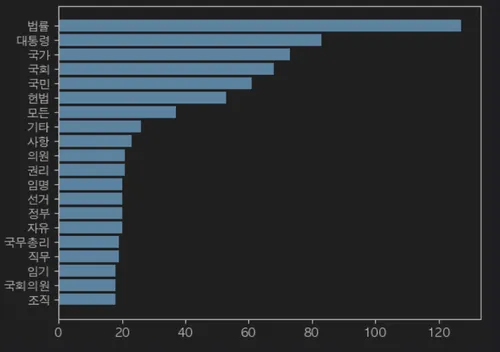 법률
대통령
국가
국회
국민
헌법
모든
기타
사항
의원
권리
임명
선거
정부
자유
국무총리
직무
임기
국회의원
조직
0 20 40 60 80 100 120